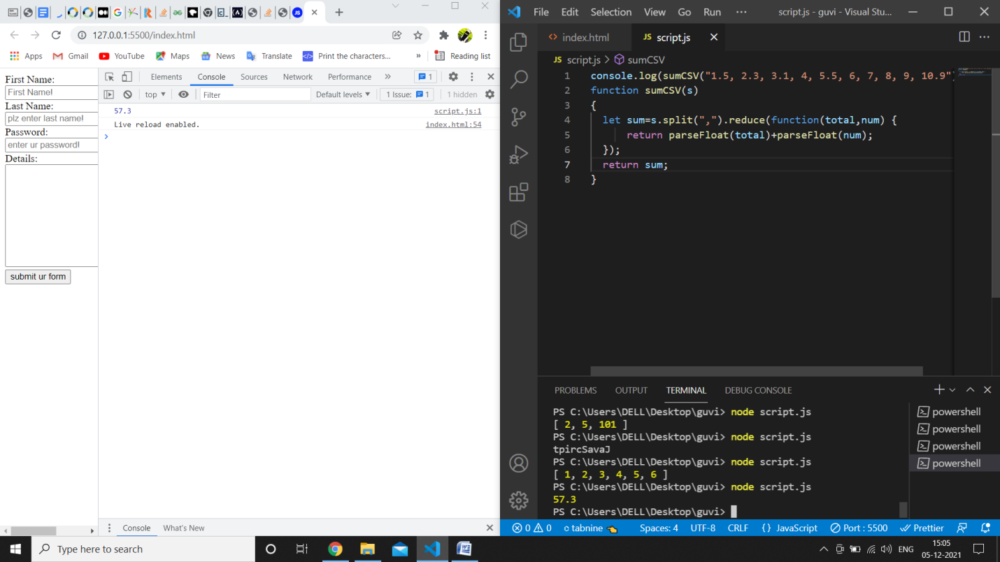 File Edit Selection View Go Run ··· script.js - guvi - Visual Stu...
127.0.0.1:5500/index.html
Apps Gmail YouTube Maps News Translate Print the characters... » Reading list
First Name:
First Name!
Last Name:
plz enter last name!
Password:
enter ur password!
Details:
submit ur form
Elements Console Sources Network Performance » 1
top Filter Default levels 1 Issue: 1 1 hidden
57.3 script.js:1
Live reload enabled. index.html:54
Console What's New
index.html JS script.js
JS script.js > sumCSV
1 console.log(sumCSV("1.5, 2.3, 3.1, 4, 5.5, 6, 7, 8, 9, 10.9")
2 function sumCSV(s)
3 {
4 let sum=s.split(",").reduce(function(total,num) {
5 return parseFloat(total)+parseFloat(num);
6 });
7 return sum;
8 }
PROBLEMS OUTPUT TERMINAL DEBUG CONSOLE
PS C:\Users\DELL\Desktop\guvi> node script.js
[ 2, 5, 101 ]
PS C:\Users\DELL\Desktop\guvi> node script.js
tpircSavaJ
PS C:\Users\DELL\Desktop\guvi> node script.js
[ 1, 2, 3, 4, 5, 6 ]
PS C:\Users\DELL\Desktop\guvi> node script.js
57.3
PS C:\Users\DELL\Desktop\guvi>
powershell
powershell
powershell
powershell
0 0 tabnine Spaces: 4 UTF-8 CRLF {} JavaScript Port : 5500 Prettier
Type here to search
ENG 15:05
05-12-2021